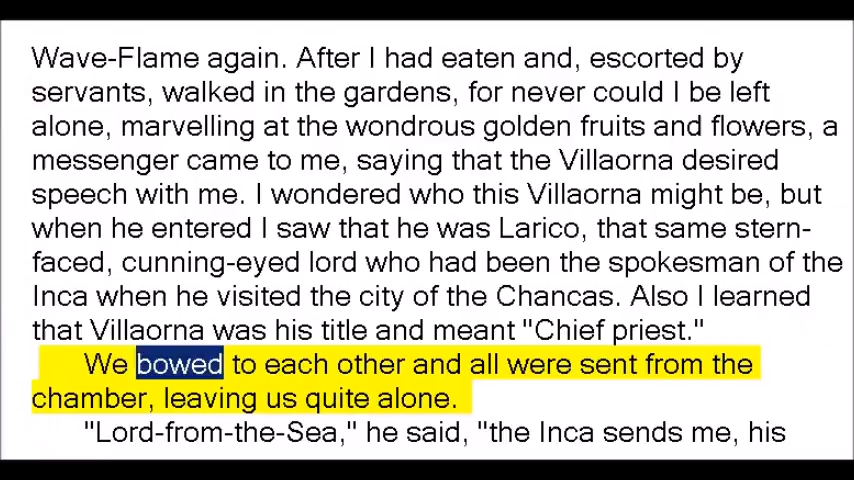 Wave-Flame again. After I had eaten and, escorted by
servants, walked in the gardens, for never could I be left
alone, marvelling at the wondrous golden fruits and flowers, a
messenger came to me, saying that the Villaorna desired
speech with me. I wondered who this Villaorna might be, but
when he entered I saw that he was Larico, that same stern-
faced, cunning-eyed lord who had been the spokesman of the
Inca when he visited the city of the Chancas. Also I learned
that Villaorna was his title and meant "Chief priest."
We bowed to each other and all were sent from the
chamber, leaving us quite alone.
"Lord-from-the-Sea," he said, "the Inca sends me, his